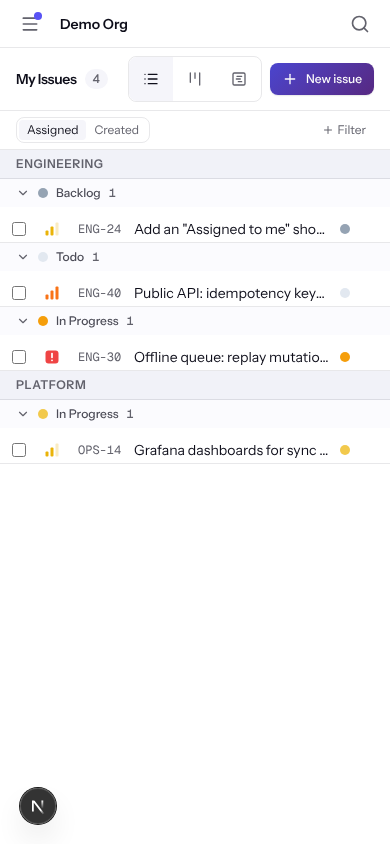 Demo Org
My Issues 4
New issue
Assigned Created
Filter
ENGINEERING
Backlog 1
ENG-24 Add an "Assigned to me" sho...
Todo 1
ENG-40 Public API: idempotency key...
In Progress 1
ENG-30 Offline queue: replay mutatio...
PLATFORM
In Progress 1
OPS-14 Grafana dashboards for sync ...
N